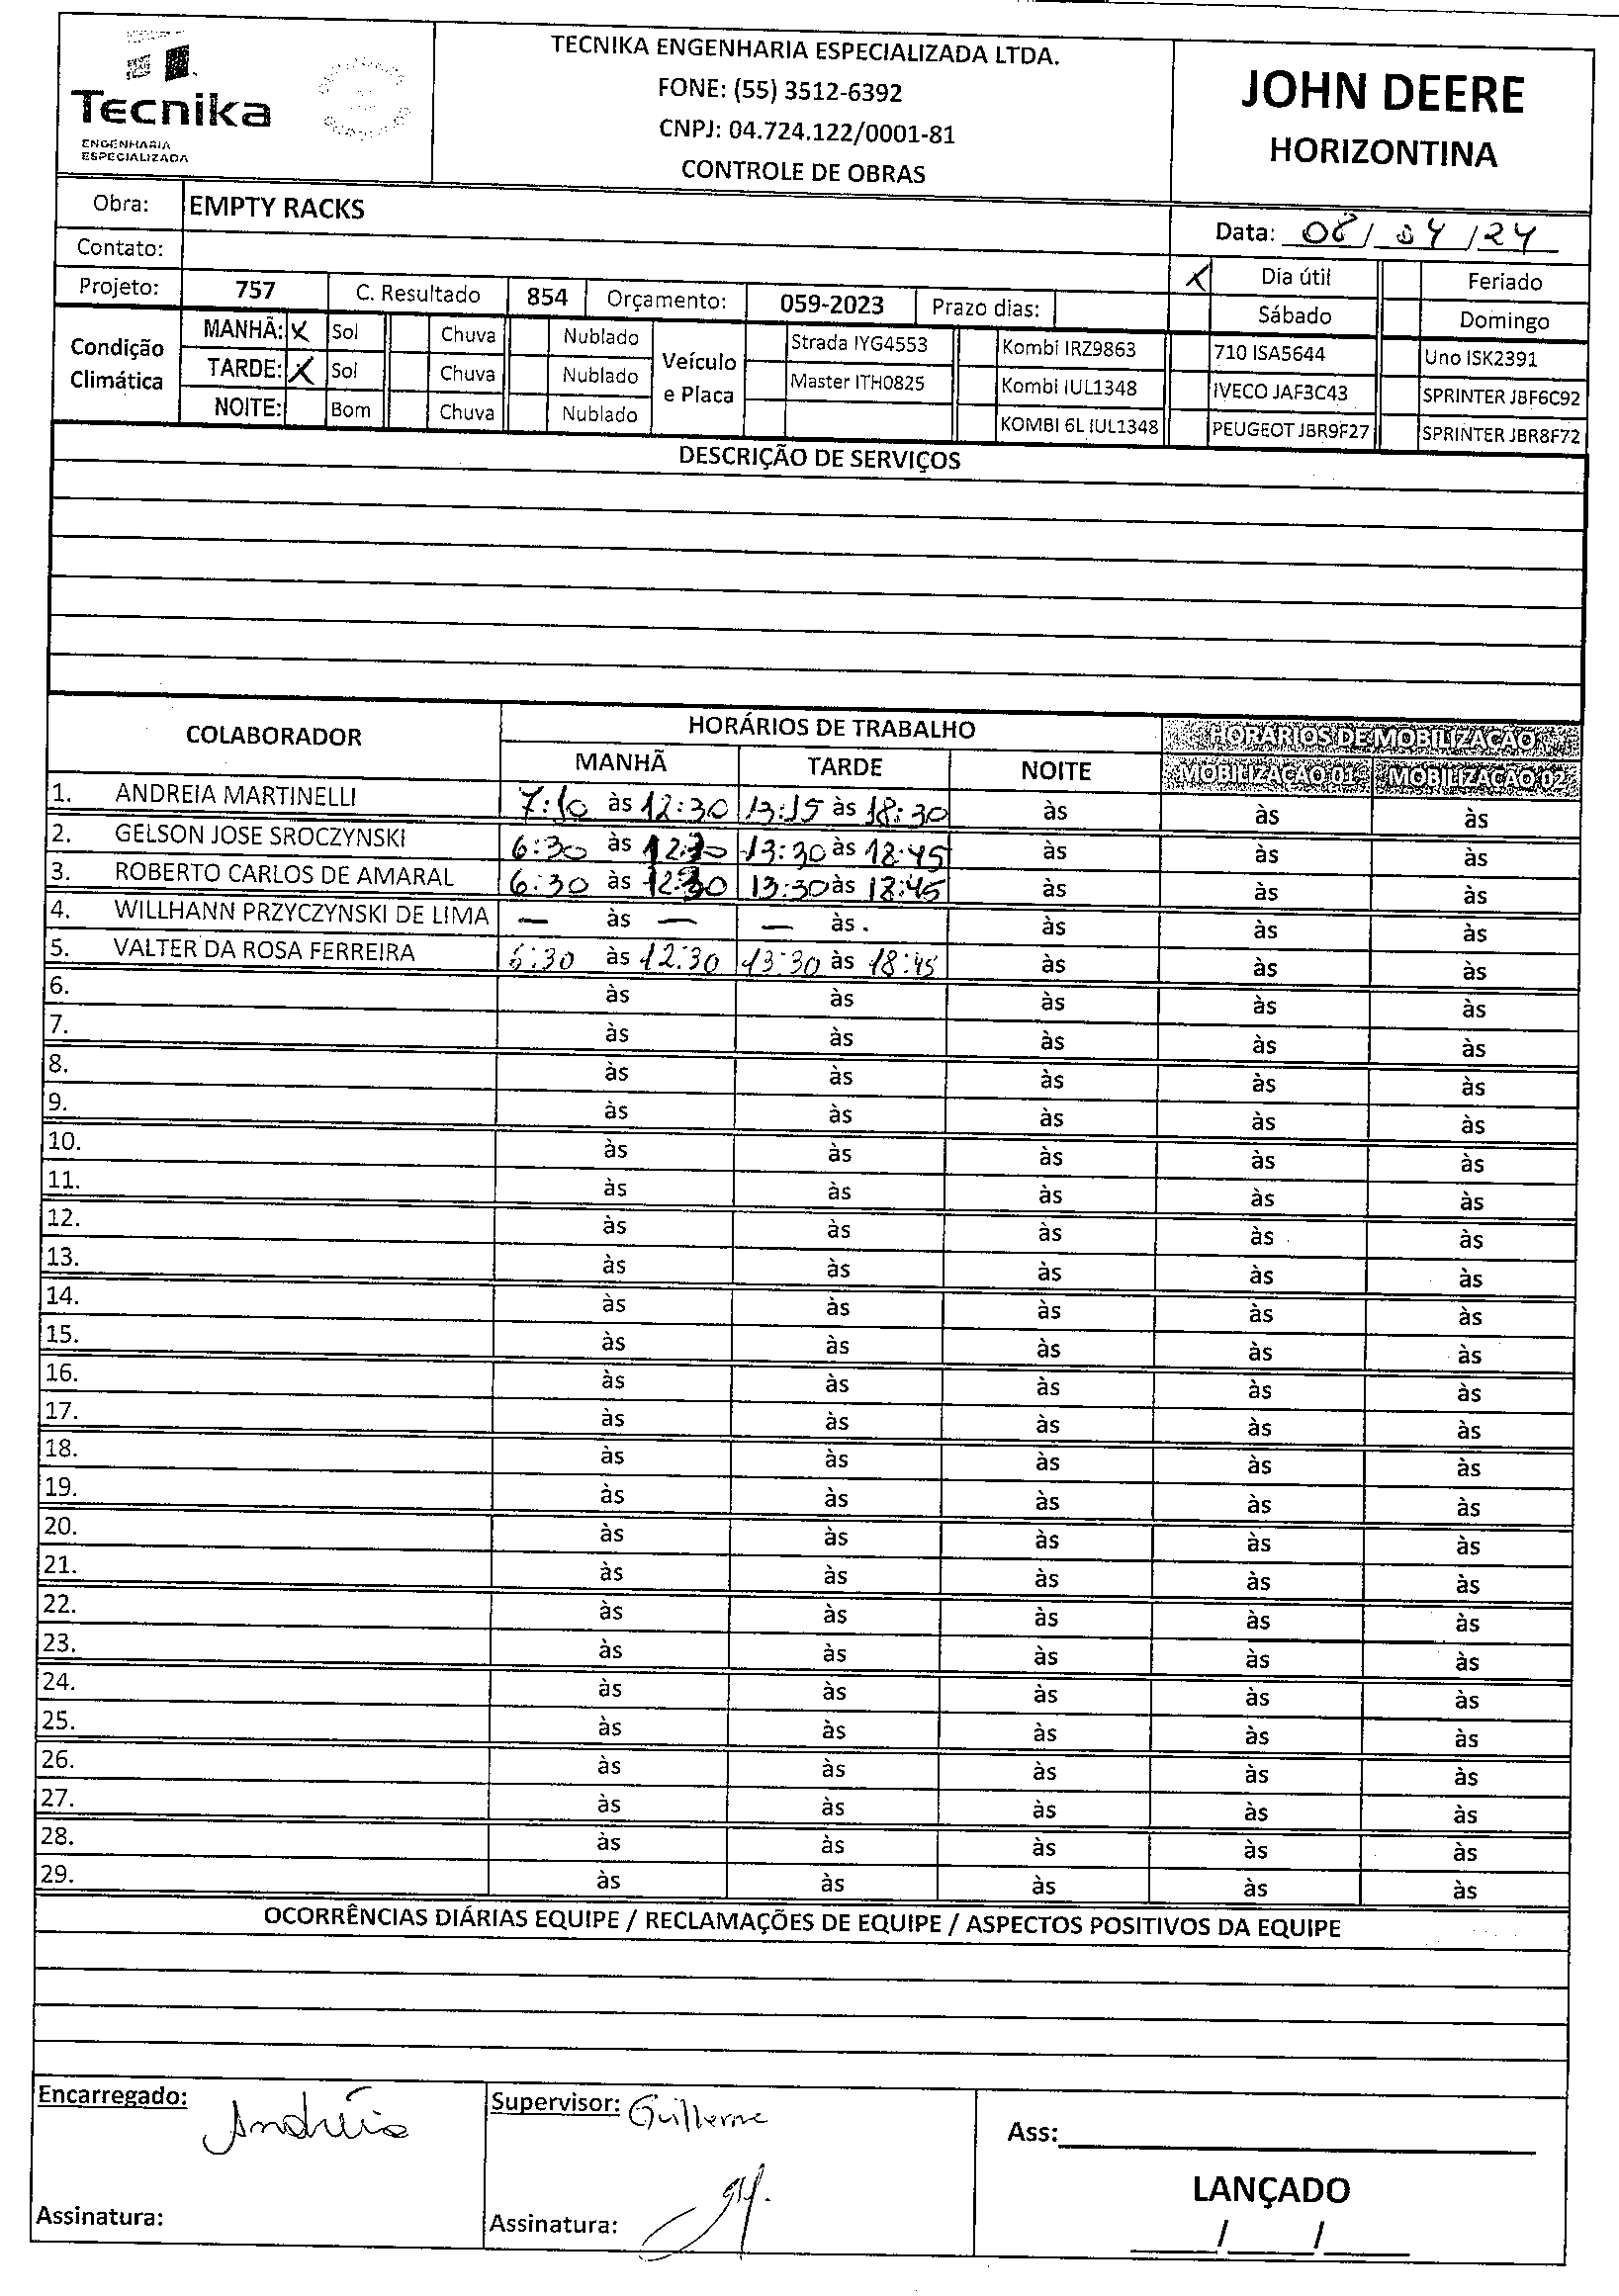 Tecnika
ENGENHARIA
ESPECIALIZADA
TECNIKA ENGENHARIA ESPECIALIZADA LTDA.
FONE: (55) 3512-6392
CNPJ: 04.724.122/0001-81
CONTROLE DE OBRAS
JOHN DEERE
HORIZONTINA
Obra: EMPTY RACKS
Data: 08/04/24
Contato:
X Dia útil Feriado
Projeto: 757 C. Resultado 854 Orçamento: 059-2023 Prazo dias: Sábado Domingo
Condição Climática
MANHÃ: X Sol Chuva Nublado
TARDE: X Sol Chuva Nublado
NOITE: Bom Chuva Nublado
Veículo e Placa
Strada IYG4553 Kombi IRZ9863 710 ISA5644 Uno ISK2391
Master ITH0825 Kombi IUL1348 IVECO JAF3C43 SPRINTER JBF6C92
KOMBI 6L IUL1348 PEUGEOT JBR9F27 SPRINTER JBR8F72
DESCRIÇÃO DE SERVIÇOS
COLABORADOR HORÁRIOS DE TRABALHO HORÁRIOS DE MOBILIZAÇÃO
MANHÃ TARDE NOITE MOBILIZAÇÃO 01 MOBILIZAÇÃO 02
1. ANDREIA MARTINELLI 7:10 às 12:30 13:15 às 18:30 às às às
2. GELSON JOSE SROCZYNSKI 6:30 às 12:30 13:30 às 18:45 às às às
3. ROBERTO CARLOS DE AMARAL 6:30 às 12:30 13:30 às 18:45 às às às
4. WILLHANN PRZYCZYNSKI DE LIMA — às — — às . às às às
5. VALTER DA ROSA FERREIRA 6:30 às 12:30 13:30 às 18:45 às às às
6. às às às às às
7. às às às às às
8. às às às às às
9. às às às às às
10. às às às às às
11. às às às às às
12. às às às às às
13. às às às às às
14. às às às às às
15. às às às às às
16. às às às às às
17. às às às às às
18. às às às às às
19. às às às às às
20. às às às às às
21. às às às às às
22. às às às às às
23. às às às às às
24. às às às às às
25. às às às às às
26. às às às às às
27. às às às às às
28. às às às às às
29. às às às às às
OCORRÊNCIAS DIÁRIAS EQUIPE / RECLAMAÇÕES DE EQUIPE / ASPECTOS POSITIVOS DA EQUIPE
Encarregado: Andréia
Supervisor: Guilherme
Ass:
LANÇADO
Assinatura:
Assinatura:
/ /